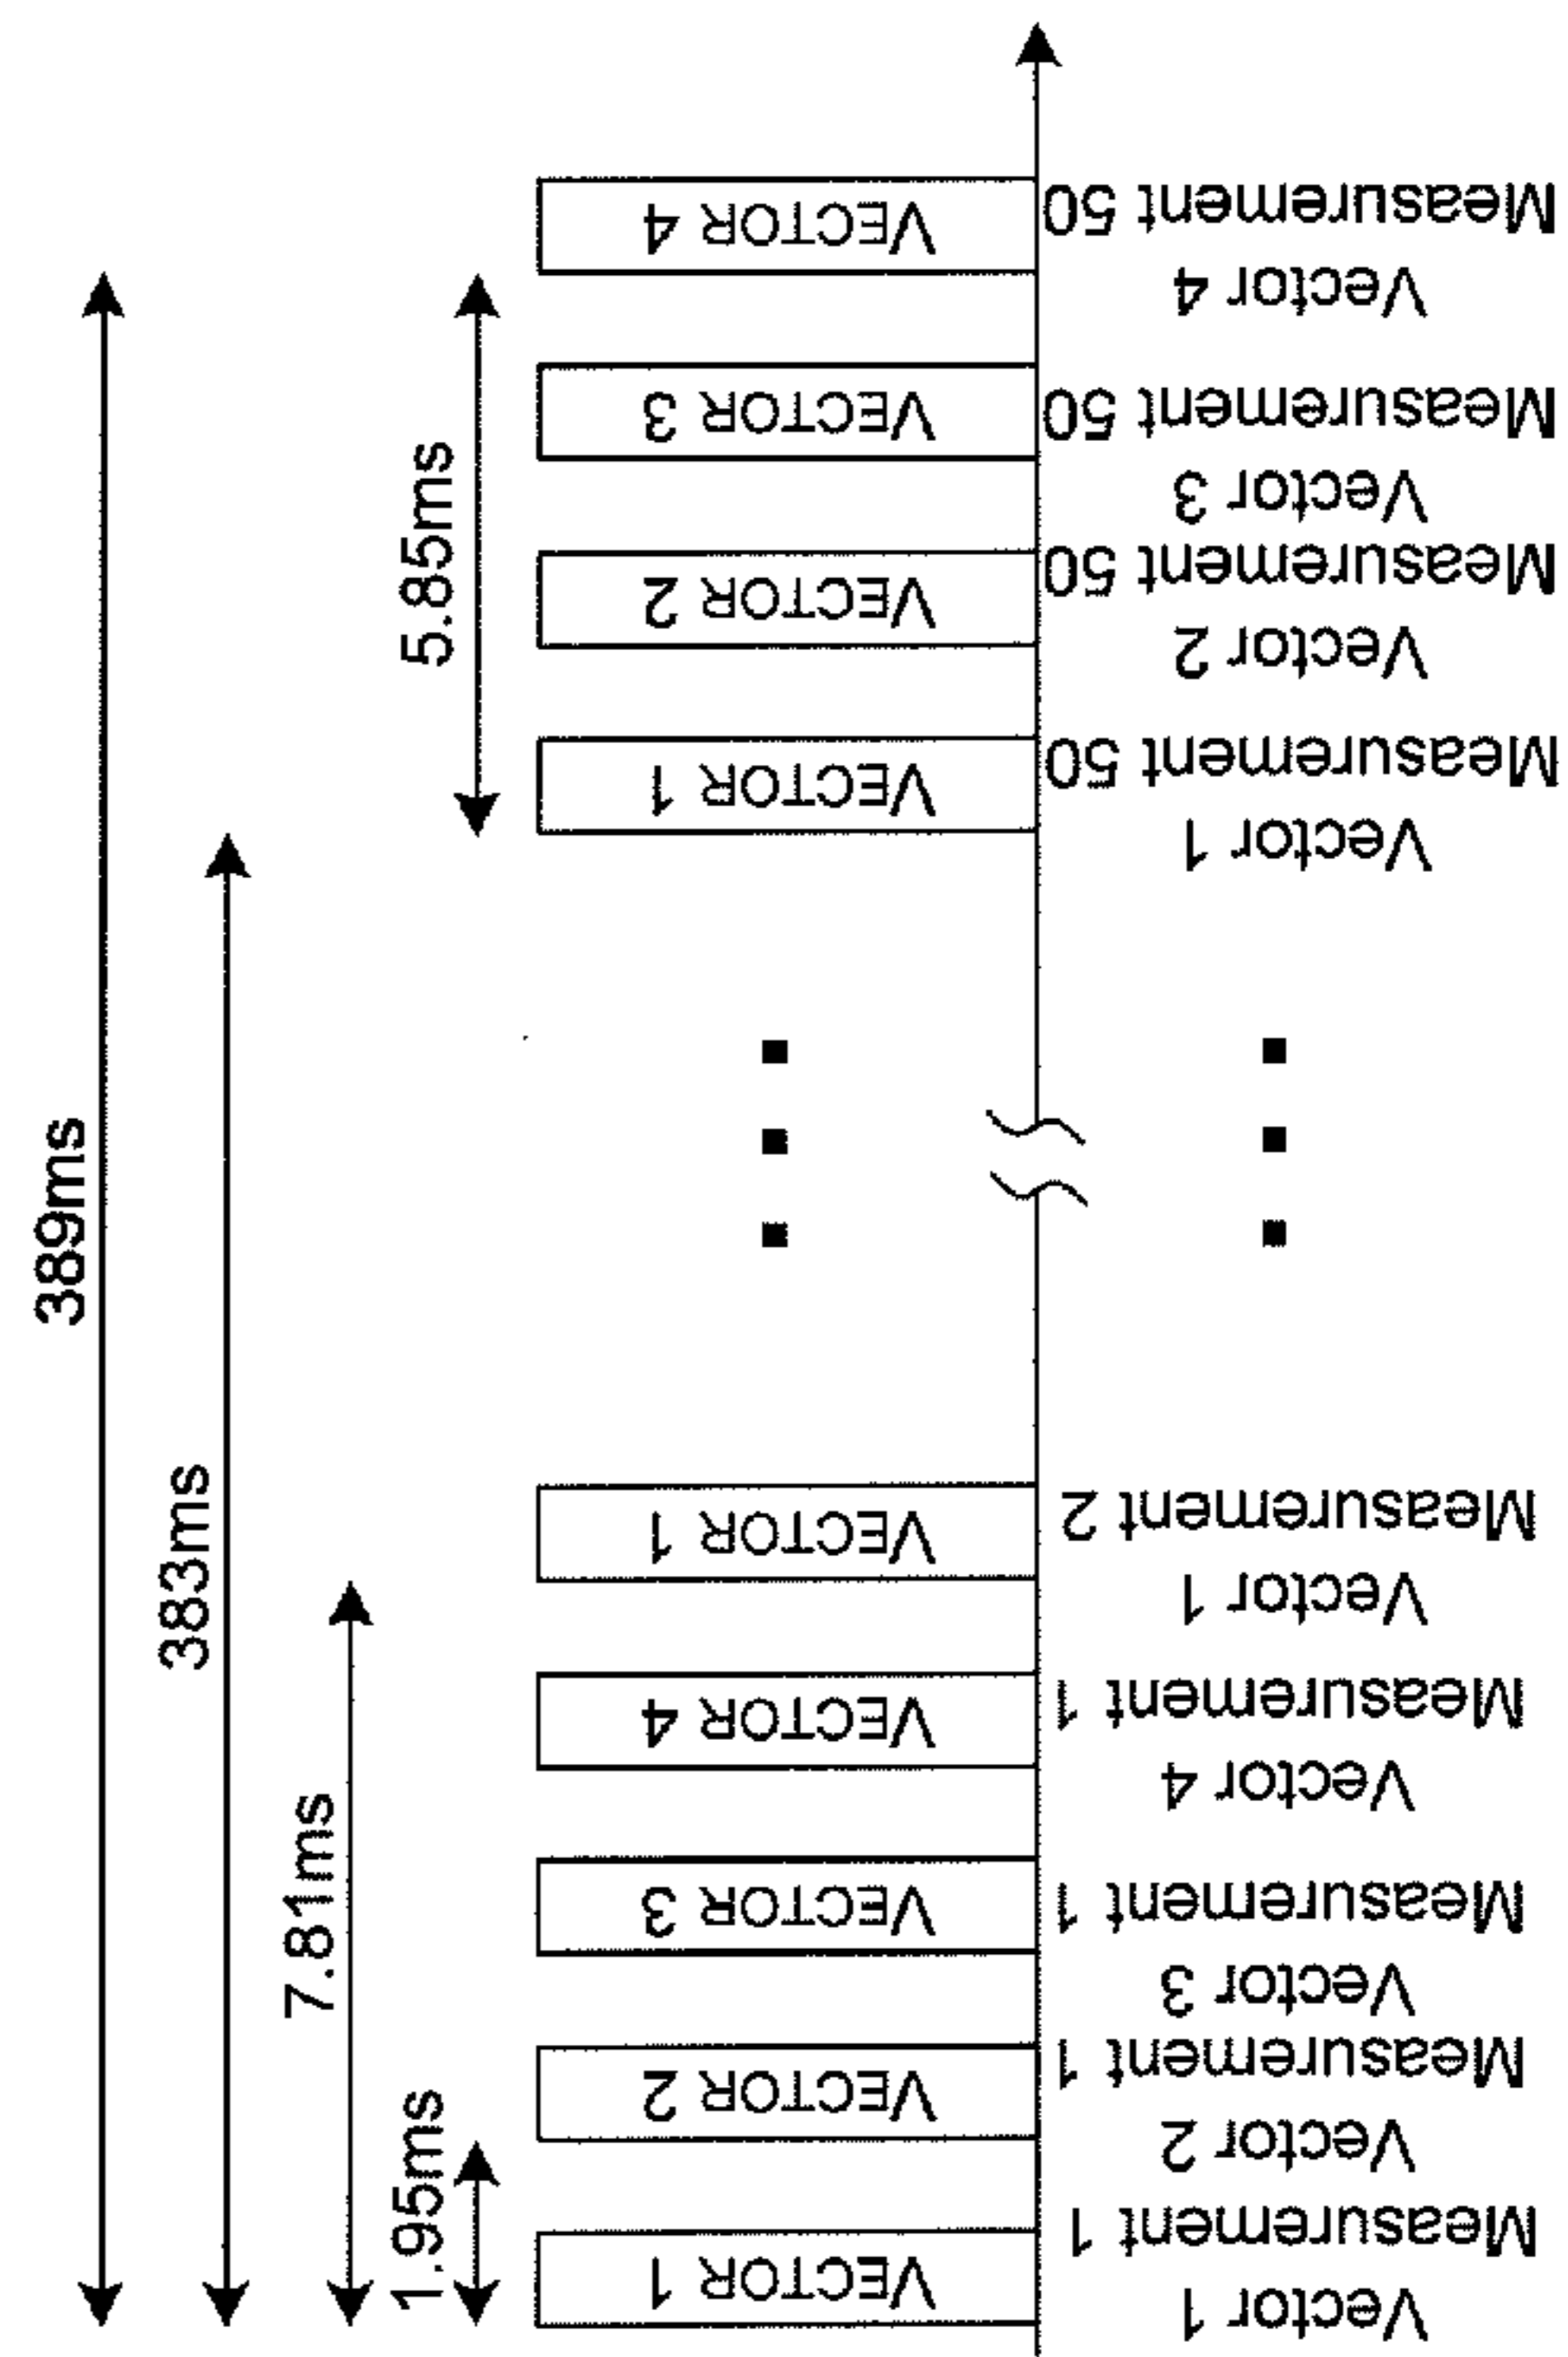 389ms
383ms
7.81ms
1.95ms
5.85ms
VECTOR 1
VECTOR 2
VECTOR 3
VECTOR 4
VECTOR 1
VECTOR 1
VECTOR 2
VECTOR 3
VECTOR 4
Vector 1
Measurement 1
Vector 2
Measurement 1
Vector 3
Measurement 1
Vector 4
Measurement 1
Vector 1
Measurement 2
Vector 1
Measurement 50
Vector 2
Measurement 50
Vector 3
Measurement 50
Vector 4
Measurement 50